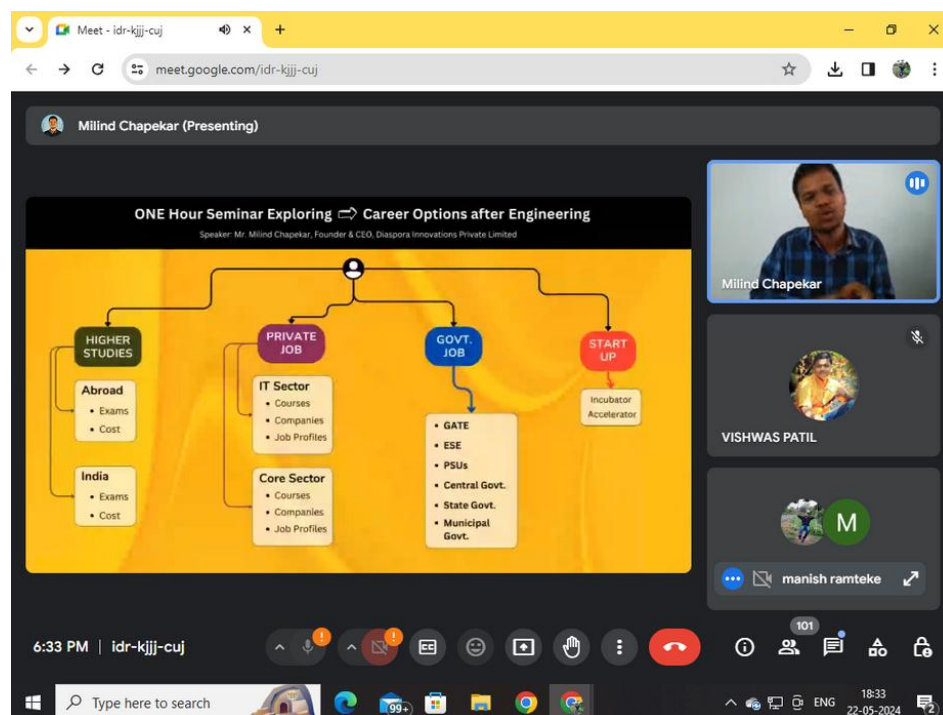 Meet - idr-kjjj-cuj
meet.google.com/idr-kjjj-cuj
Milind Chapekar (Presenting)
ONE Hour Seminar Exploring ⇨ Career Options after Engineering
Speaker: Mr. Milind Chapekar, Founder & CEO, Diaspora Innovations Private Limited
HIGHER
STUDIES
Abroad
• Exams
• Cost
India
• Exams
• Cost
PRIVATE
JOB
IT Sector
• Courses
• Companies
• Job Profiles
Core Sector
• Courses
• Companies
• Job Profiles
GOVT.
JOB
• GATE
• ESE
• PSUs
• Central Govt.
• State Govt.
• Municipal
Govt.
START
UP
Incubator
Accelerator
Milind Chapekar
VISHWAS PATIL
M
manish ramteke
6:33 PM | idr-kjjj-cuj
CC
101
Type here to search
99+
ENG
18:33
22-05-2024
2